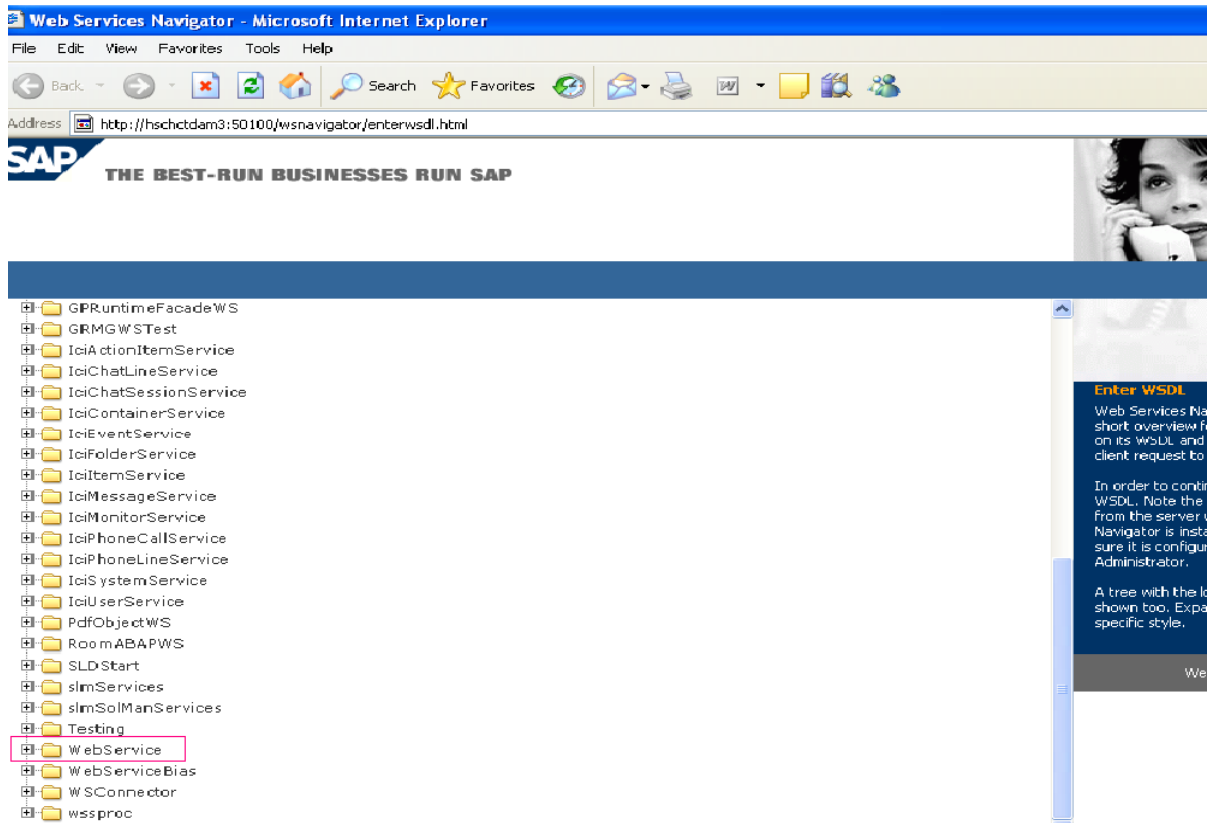 Web Services Navigator - Microsoft Internet Explorer
File Edit View Favorites Tools Help
Back Search Favorites
Address http://hschctdam3:50100/wsnavigator/enterwsdl.html
SAP
THE BEST-RUN BUSINESSES RUN SAP
GPRuntimeFacadeWS
GRMGWSTest
IciActionItemService
IciChatLineService
IciChatSessionService
IciContainerService
IciEventService
IciFolderService
IciItemService
IciMessageService
IciMonitorService
IciPhoneCallService
IciPhoneLineService
IciSystemService
IciUserService
PdfObjectWS
RoomABAPWS
SLDStart
slmServices
slmSolManServices
Testing
WebService
WebServiceBias
WSConnector
wssproc
Enter WSDL
Web Services Na
short overview f
on its WSDL and
client request to
In order to conti
WSDL. Note the
from the server
Navigator is insta
sure it is configur
Administrator.
A tree with the lo
shown too. Expa
specific style.
We